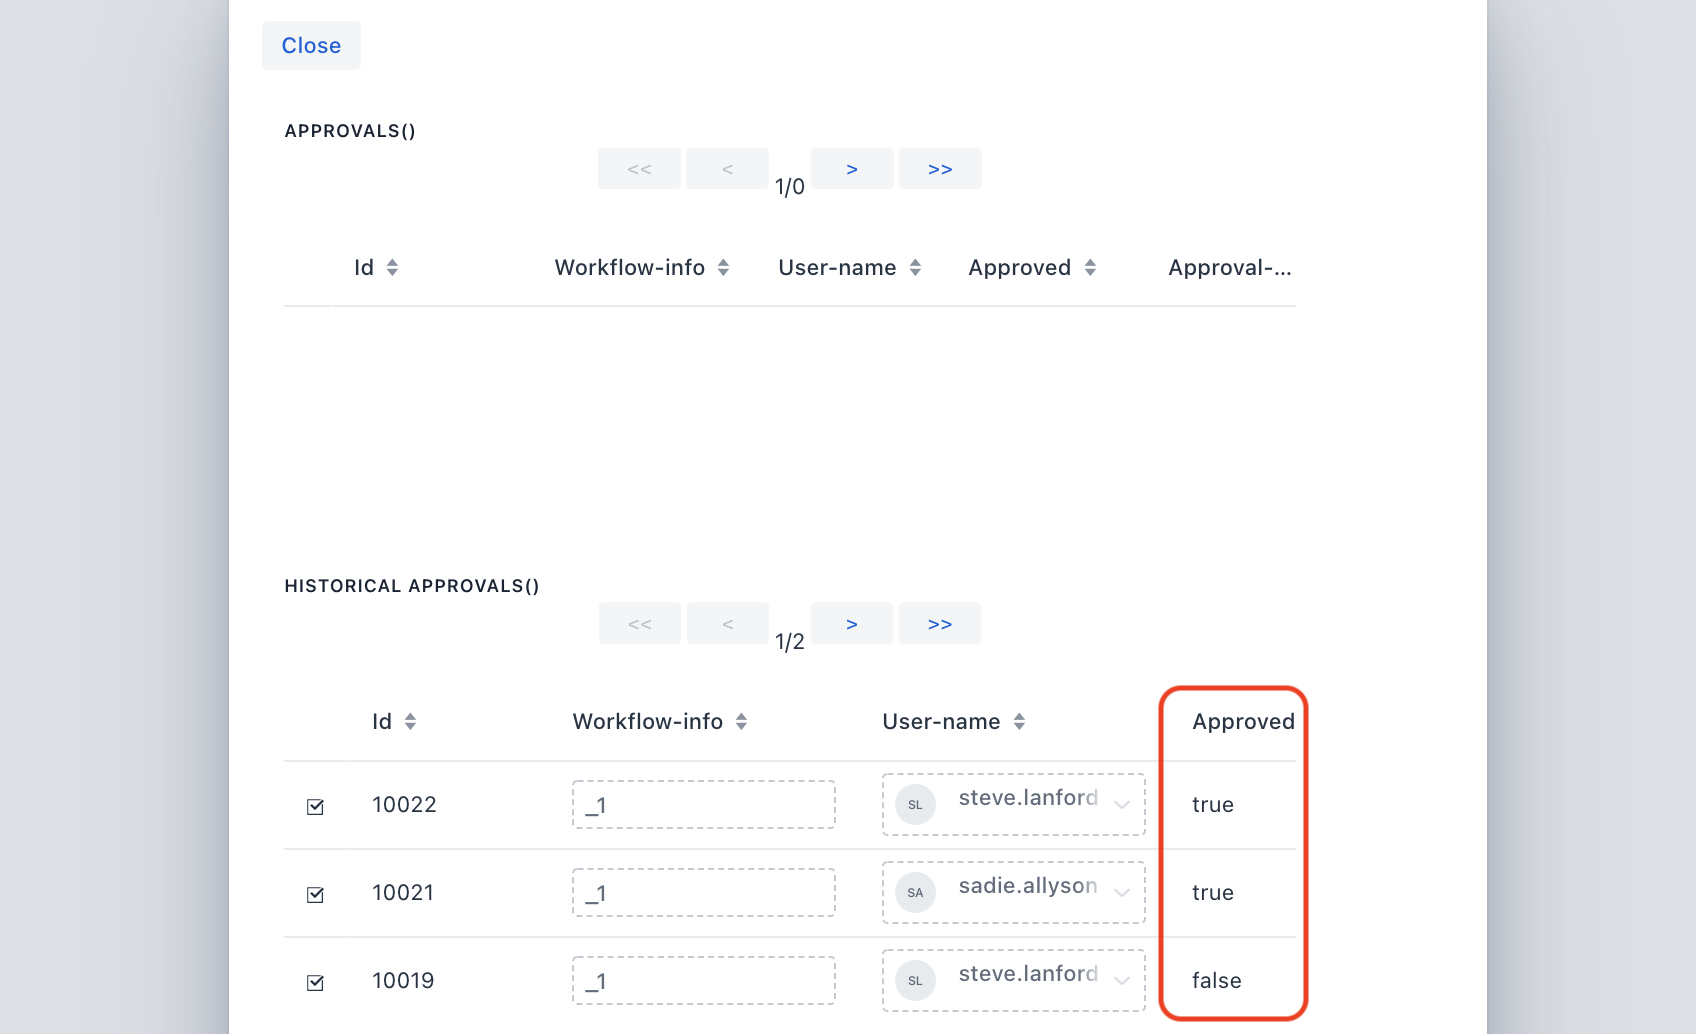 Close
APPROVALS()
<< < 1/0 > >>
Id Workflow-info User-name Approved Approval-...
HISTORICAL APPROVALS()
<< < 1/2 > >>
Id Workflow-info User-name Approved
10022 _1 SL steve.lanford true
10021 _1 SA sadie.allyson true
10019 _1 SL steve.lanford false